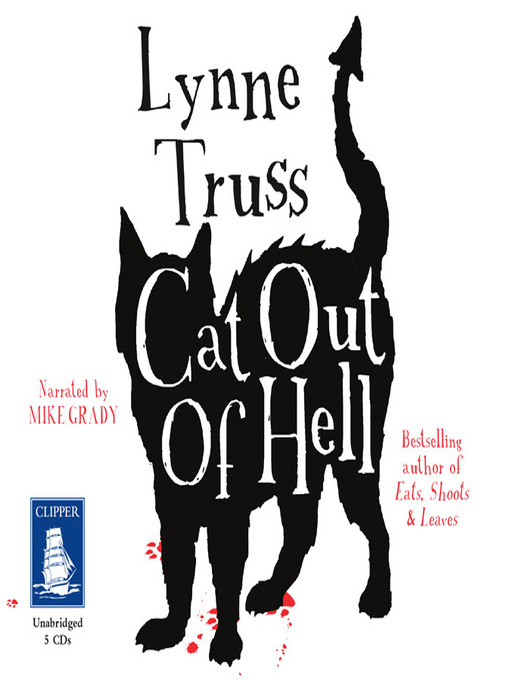 Lynne
Truss
Cat Out
Of Hell
Narrated by
MIKE GRADY
Bestselling
author of
Eats, Shoots
& Leaves
CLIPPER
Unabridged
5 CDs